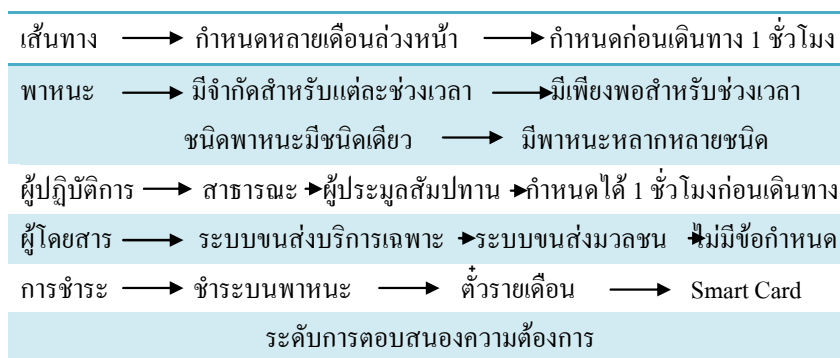 เส้นทาง → กำหนดหลายเดือนล่วงหน้า → กำหนดก่อนเดินทาง 1 ชั่วโมง
พาหนะ → มีจำกัดสำหรับแต่ละช่วงเวลา → มีเพียงพอสำหรับช่วงเวลา
ชนิดพาหนะมีชนิดเดียว → มีพาหนะหลากหลายชนิด
ผู้ปฏิบัติการ → สาธารณะ → ผู้ประมูลสัมปทาน → กำหนดได้ 1 ชั่วโมงก่อนเดินทาง
ผู้โดยสาร → ระบบขนส่งบริการเฉพาะ → ระบบขนส่งมวลชน → ไม่มีข้อกำหนด
การชำระ → ชำระบนพาหนะ → ตั๋วรายเดือน → Smart Card
ระดับการตอบสนองความต้องการ